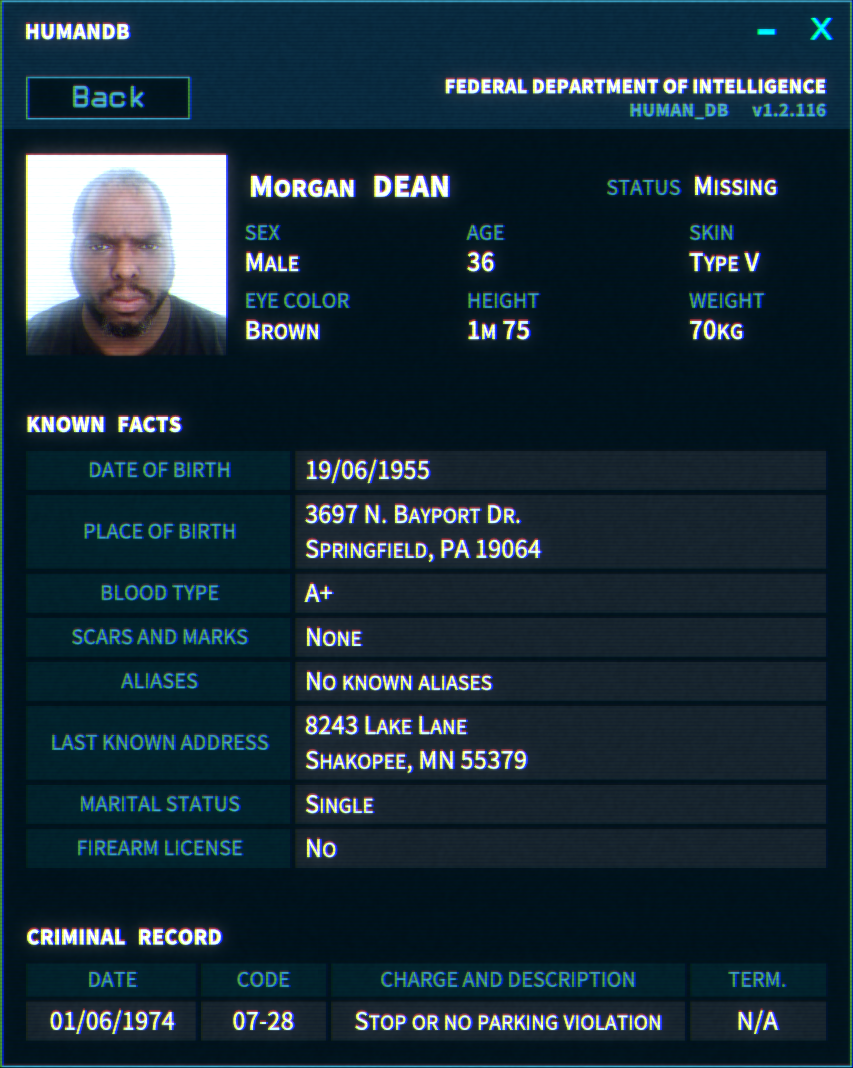 HUMANDB
– X
Back
FEDERAL DEPARTMENT OF INTELLIGENCE
HUMAN_DB v1.2.116
MORGAN DEAN STATUS MISSING
SEX AGE SKIN
MALE 36 TYPE V
EYE COLOR HEIGHT WEIGHT
BROWN 1M 75 70KG
KNOWN FACTS
DATE OF BIRTH 19/06/1955
PLACE OF BIRTH 3697 N. BAYPORT DR.
SPRINGFIELD, PA 19064
BLOOD TYPE A+
SCARS AND MARKS NONE
ALIASES NO KNOWN ALIASES
LAST KNOWN ADDRESS 8243 LAKE LANE
SHAKOPEE, MN 55379
MARITAL STATUS SINGLE
FIREARM LICENSE NO
CRIMINAL RECORD
DATE CODE CHARGE AND DESCRIPTION TERM.
01/06/1974 07-28 STOP OR NO PARKING VIOLATION N/A